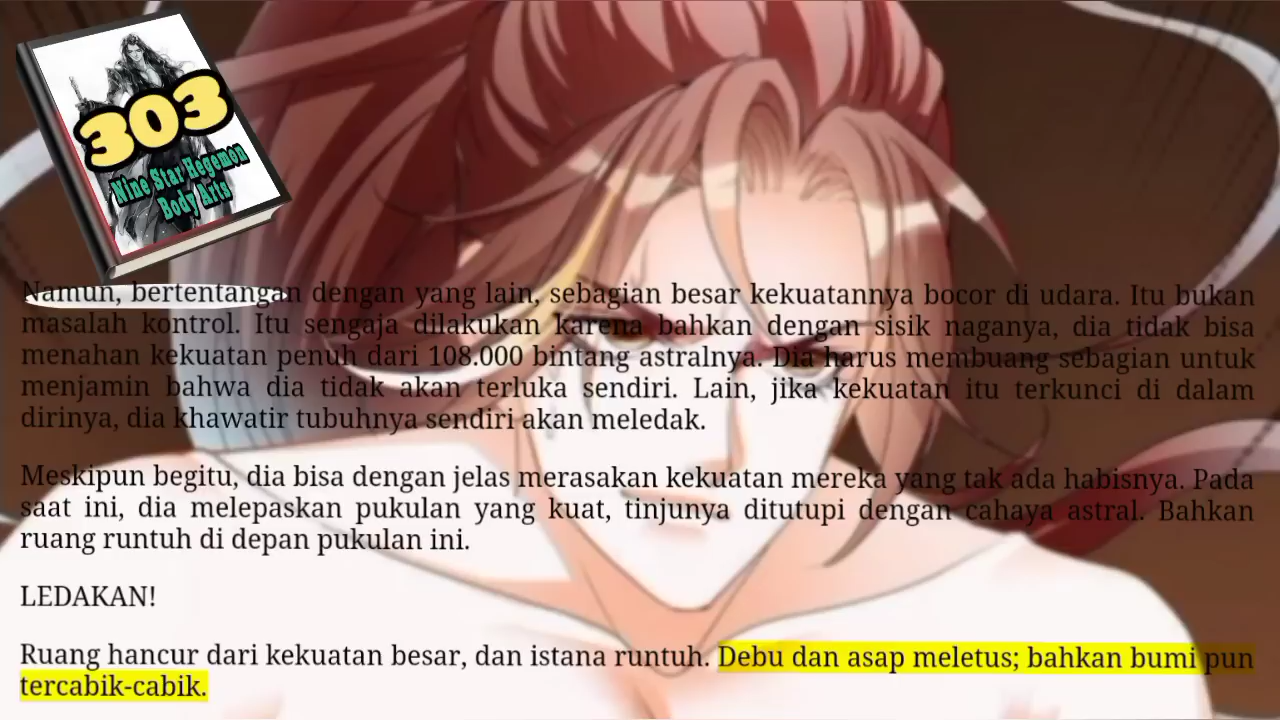 303
Nine Star Hegemon
Body Arts
Namun, bertentangan dengan yang lain, sebagian besar kekuatannya bocor di udara. Itu bukan
masalah kontrol. Itu sengaja dilakukan karena bahkan dengan sisik naganya, dia tidak bisa
menahan kekuatan penuh dari 108.000 bintang astralnya. Dia harus membuang sebagian untuk
menjamin bahwa dia tidak akan terluka sendiri. Lain, jika kekuatan itu terkunci di dalam
dirinya, dia khawatir tubuhnya sendiri akan meledak.
Meskipun begitu, dia bisa dengan jelas merasakan kekuatan mereka yang tak ada habisnya. Pada
saat ini, dia melepaskan pukulan yang kuat, tinjunya ditutupi dengan cahaya astral. Bahkan
ruang runtuh di depan pukulan ini.
LEDAKAN!
Ruang hancur dari kekuatan besar, dan istana runtuh. Debu dan asap meletus; bahkan bumi pun
tercabik-cabik.